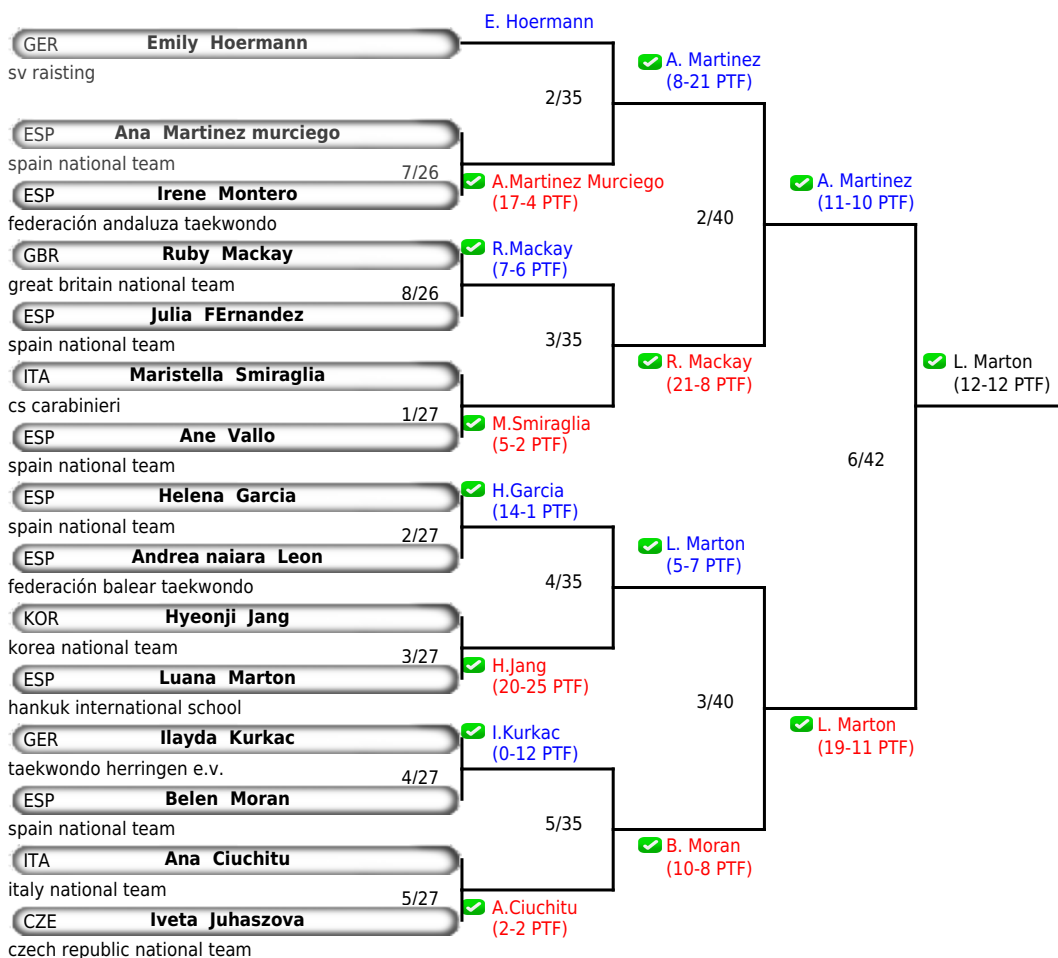 E. Hoermann
GER Emily Hoermann
sv raisting
A. Martinez
(8-21 PTF)
2/35
ESP Ana Martinez murciego
spain national team
7/26
ESP Irene Montero
federación andaluza taekwondo
A.Martinez Murciego
(17-4 PTF)
A. Martinez
(11-10 PTF)
2/40
GBR Ruby Mackay
great britain national team
R.Mackay
(7-6 PTF)
8/26
ESP Julia FErnandez
spain national team
3/35
R. Mackay
(21-8 PTF)
ITA Maristella Smiraglia
cs carabinieri
1/27
ESP Ane Vallo
spain national team
M.Smiraglia
(5-2 PTF)
L. Marton
(12-12 PTF)
6/42
ESP Helena Garcia
spain national team
H.Garcia
(14-1 PTF)
2/27
ESP Andrea naiara Leon
federación balear taekwondo
L. Marton
(5-7 PTF)
4/35
KOR Hyeonji Jang
korea national team
3/27
ESP Luana Marton
hankuk international school
H.Jang
(20-25 PTF)
3/40
L. Marton
(19-11 PTF)
GER Ilayda Kurkac
taekwondo herringen e.v.
I.Kurkac
(0-12 PTF)
4/27
ESP Belen Moran
spain national team
5/35
B. Moran
(10-8 PTF)
ITA Ana Ciuchitu
italy national team
5/27
CZE Iveta Juhaszova
czech republic national team
A.Ciuchitu
(2-2 PTF)